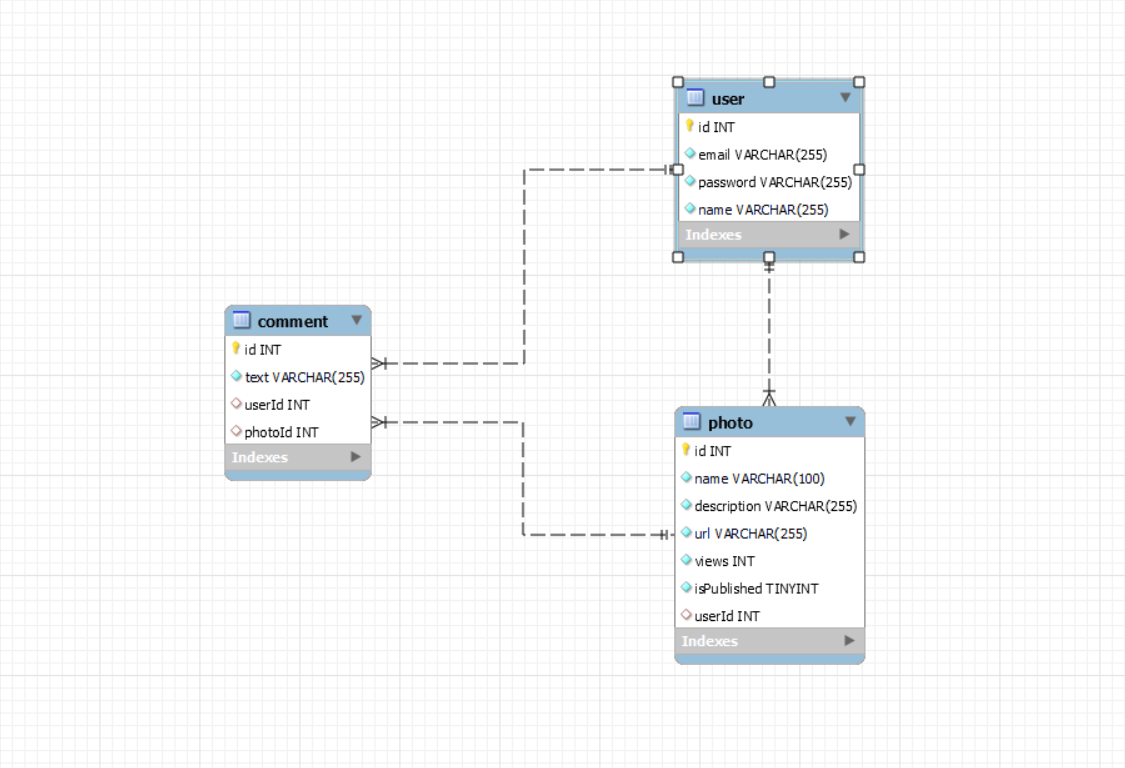 user
id INT
email VARCHAR(255)
password VARCHAR(255)
name VARCHAR(255)
Indexes
comment
id INT
text VARCHAR(255)
userId INT
photoId INT
Indexes
photo
id INT
name VARCHAR(100)
description VARCHAR(255)
url VARCHAR(255)
views INT
isPublished TINYINT
userId INT
Indexes